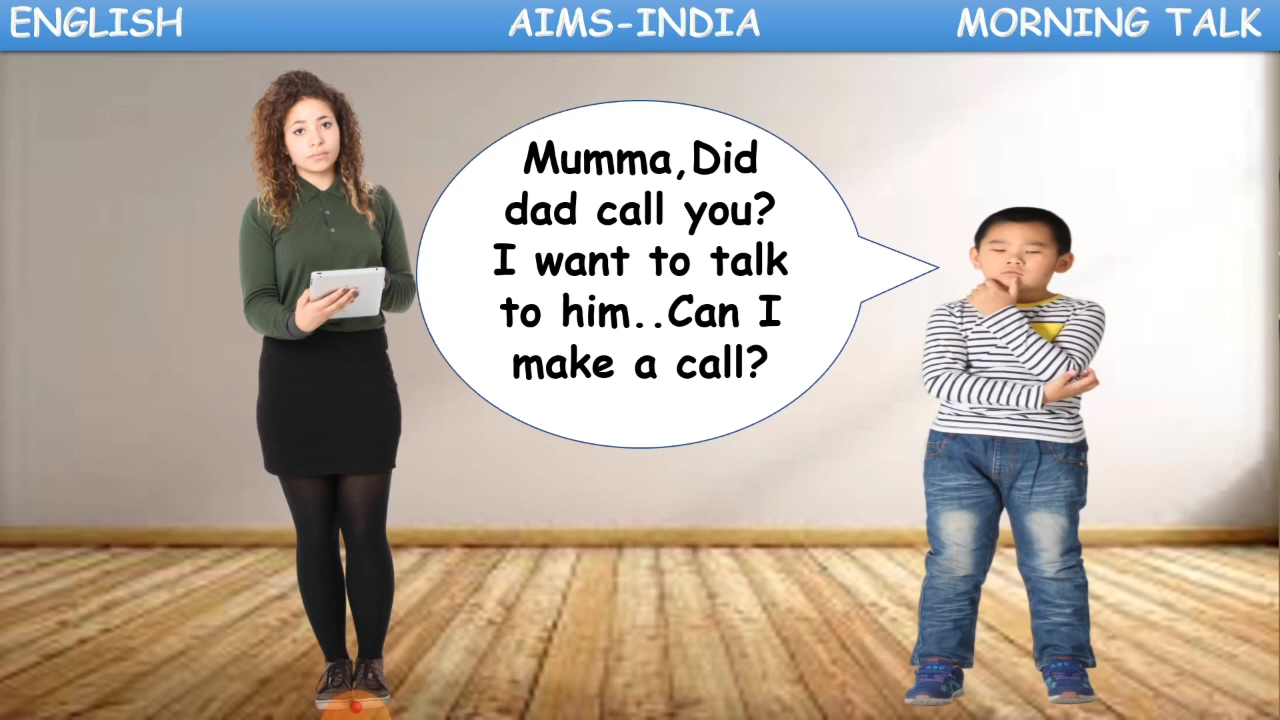 ENGLISH AIMS-INDIA MORNING TALK
Mumma,Did
dad call you?
I want to talk
to him..Can I
make a call?